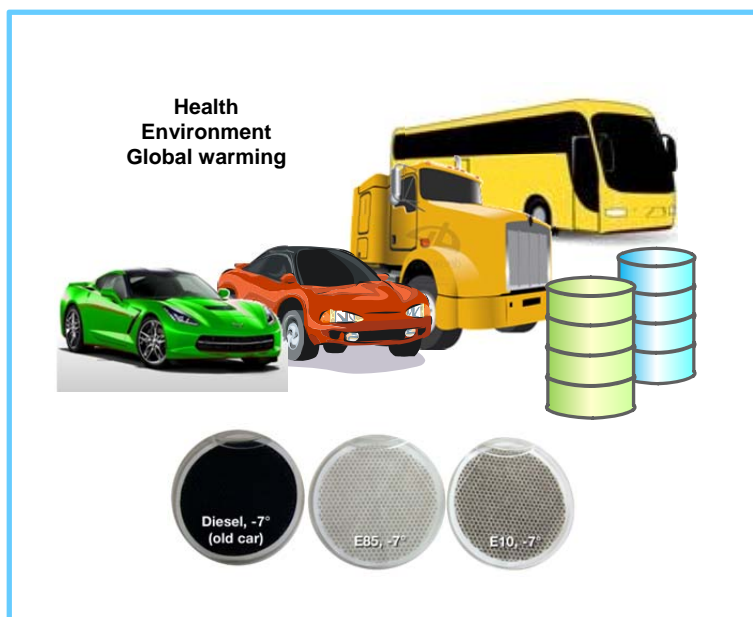 Health
Environment
Global warming
Diesel, -7°
(old car)
E85, -7°
E10, -7°